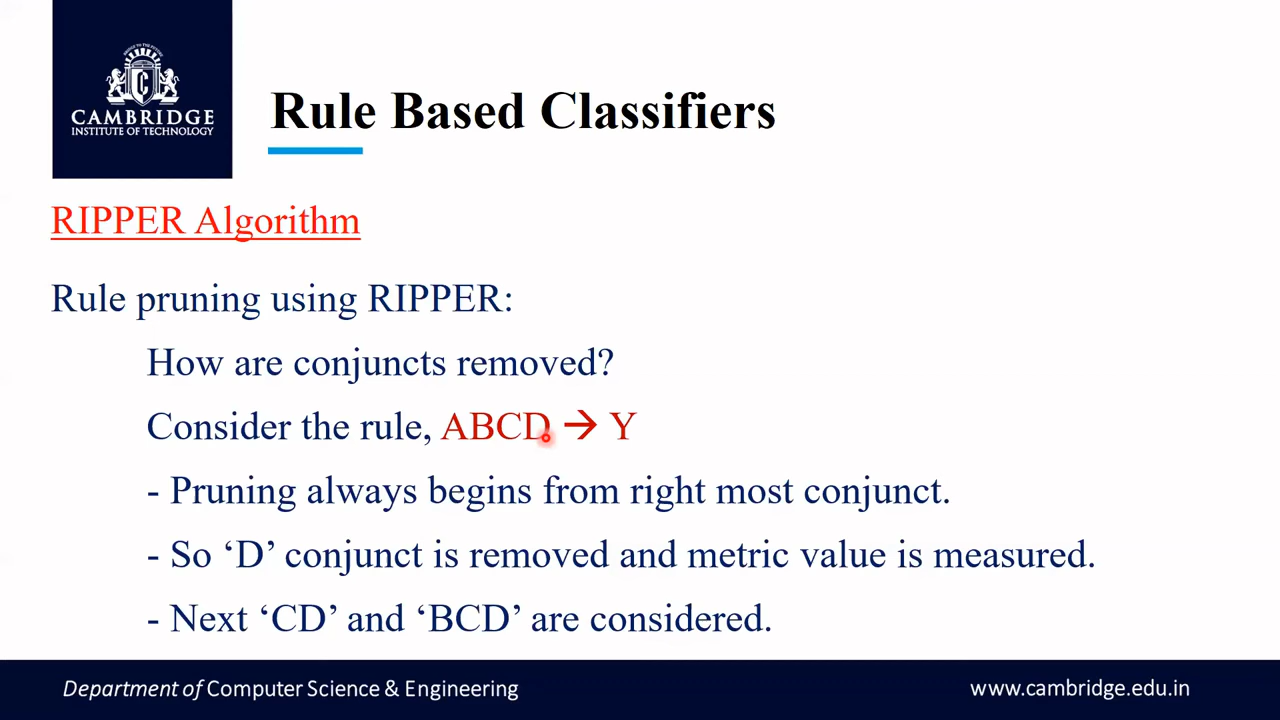 CAMBRIDGE
INSTITUTE OF TECHNOLOGY
Rule Based Classifiers
RIPPER Algorithm
Rule pruning using RIPPER:
How are conjuncts removed?
Consider the rule, ABCD → Y
- Pruning always begins from right most conjunct.
- So ‘D’ conjunct is removed and metric value is measured.
- Next ‘CD’ and ‘BCD’ are considered.
Department of Computer Science & Engineering
www.cambridge.edu.in